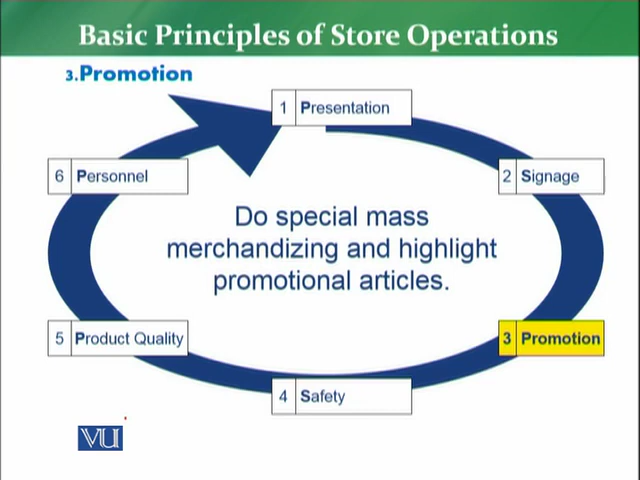 Basic Principles of Store Operations
3.Promotion
1 Presentation
6 Personnel
2 Signage
Do special mass
merchandizing and highlight
promotional articles.
5 Product Quality
3 Promotion
4 Safety
VU